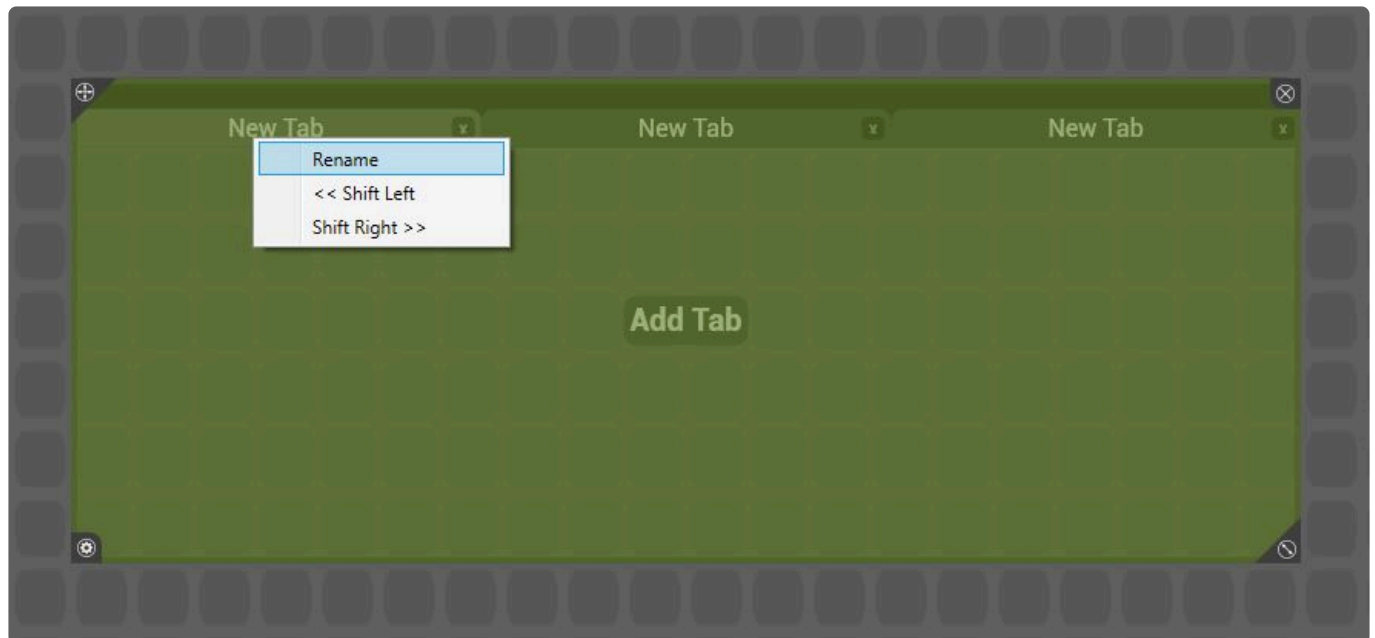 New Tab x New Tab x New Tab x
Rename
<< Shift Left
Shift Right >>
Add Tab